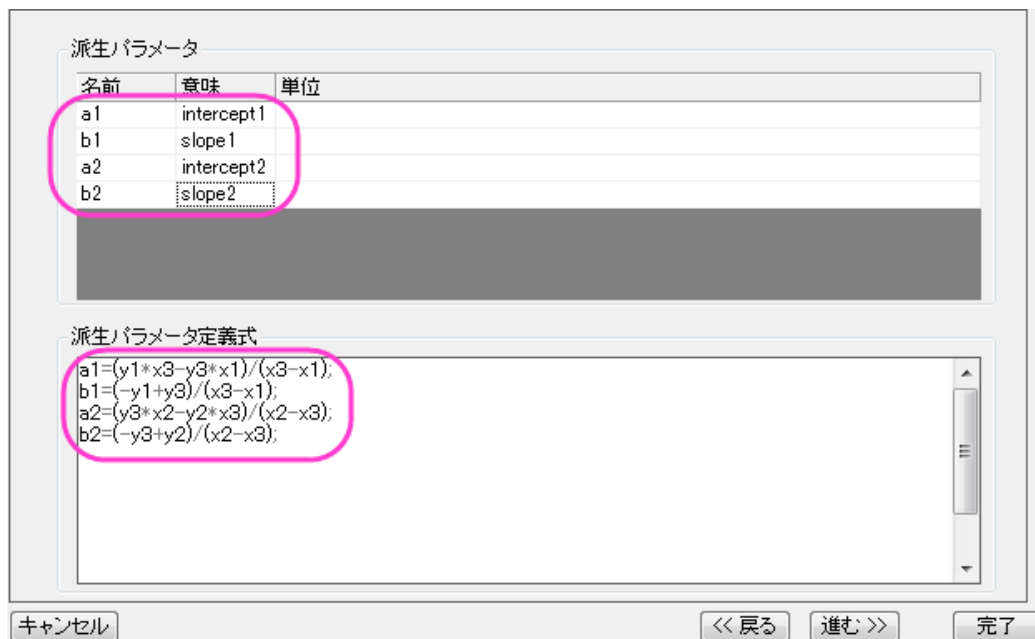 派生パラメータ
名前 意味 単位
a1 intercept1
b1 slope1
a2 intercept2
b2 slope2
派生パラメータ定義式
a1=(y1*x3-y3*x1)/(x3-x1);
b1=(-y1+y3)/(x3-x1);
a2=(y3*x2-y2*x3)/(x2-x3);
b2=(-y3+y2)/(x2-x3);
キャンセル << 戻る 進む >> 完了